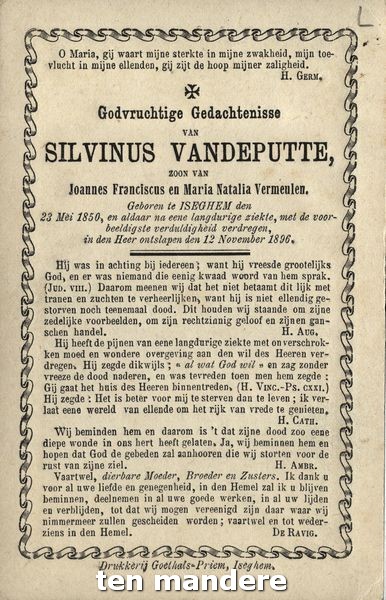 L
O Maria, gij waart mijne sterkte in mijne zwakheid, mijn toe-
vlucht in mijne ellenden, gij zijt de hoop mijner zaligheid.
H. GERM.
✠
Godvruchtige Gedachtenisse
VAN
SILVINUS VANDEPUTTE,
ZOON VAN
Joannes Franciscus en Maria Natalia Vermeulen.
Geboren te ISEGHEM den
23 Mei 1850, en aldaar na eene langdurige ziekte, met de voor-
beeldigste verduldigheid verdregen,
in den Heer ontslapen den 12 November 1896.
Hij was in achting bij iedereen; want hij vreesde grootelijks
God, en er was niemand die eenig kwaad woord van hem sprak.
(JUD. VIII.) Daarom meenen wij dat het niet betaamt dit lijk met
tranen en zuchten te verheerlijken, want hij is niet ellendig ge-
storven noch teenemaal dood. Dit houden wij staande om zijne
zedelijke voorbeelden, om zijn rechtzianig geloof en zijnen gan-
schen handel. H. AUG.
Hij heeft de pijnen van eene langdurige ziekte met onverschrok-
ken moed en wondere overgeving aan den wil des Heeren ver-
dregen. Hij zegde dikwijls; « al wat God wil » en zag zonder
vreeze de dood naderen, en was tevreden toen men hem zegde:
Gij gaat het huis des Heeren binnentreden, (H. VINC.-PS. CXXI.)
Hij zegde: Het is beter voor mij te sterven dan te leven; ik ver-
laat eene wereld van ellende om het rijk van vrede te genieten,
H. CATH.
Wij beminden hem en daarom is 't dat zijne dood zoo eene
diepe wonde in ons hert heeft gelaten, Ja, wij beminnen hem en
hopen dat God de gebeden zal aanhooren die wij storten voor de
rust van zijne ziel. H. AMBR.
Vaartwel, dierbare Moeder, Broeder en Zusters. Ik dank u
voor al uwe liefde en genegenheid, in den Hemel zal ik u blijven
beminnen, deelnemen in al uwe goede werken, in al uw lijden
en verblijden, tot dat wij mogen vereenigd zijn daar waar wij
nimmermeer zullen gescheiden worden; vaartwel en tot weder-
ziens in den Hemel. DE RAVIG.
Drukkerij Goethals-Priem, Iseghem.
ten mandere